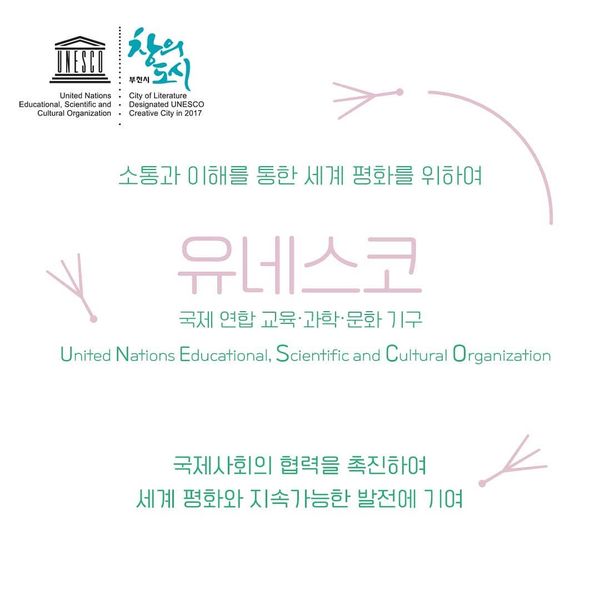 UNESCO
United Nations
Educational, Scientific and
Cultural Organization
창의
부천시 도시
City of Literature
Designated UNESCO
Creative City in 2017
소통과 이해를 통한 세계 평화를 위하여
유네스코
국제 연합 교육·과학·문화 기구
United Nations Educational, Scientific and Cultural Organization
국제사회의 협력을 촉진하여
세계 평화와 지속가능한 발전에 기여